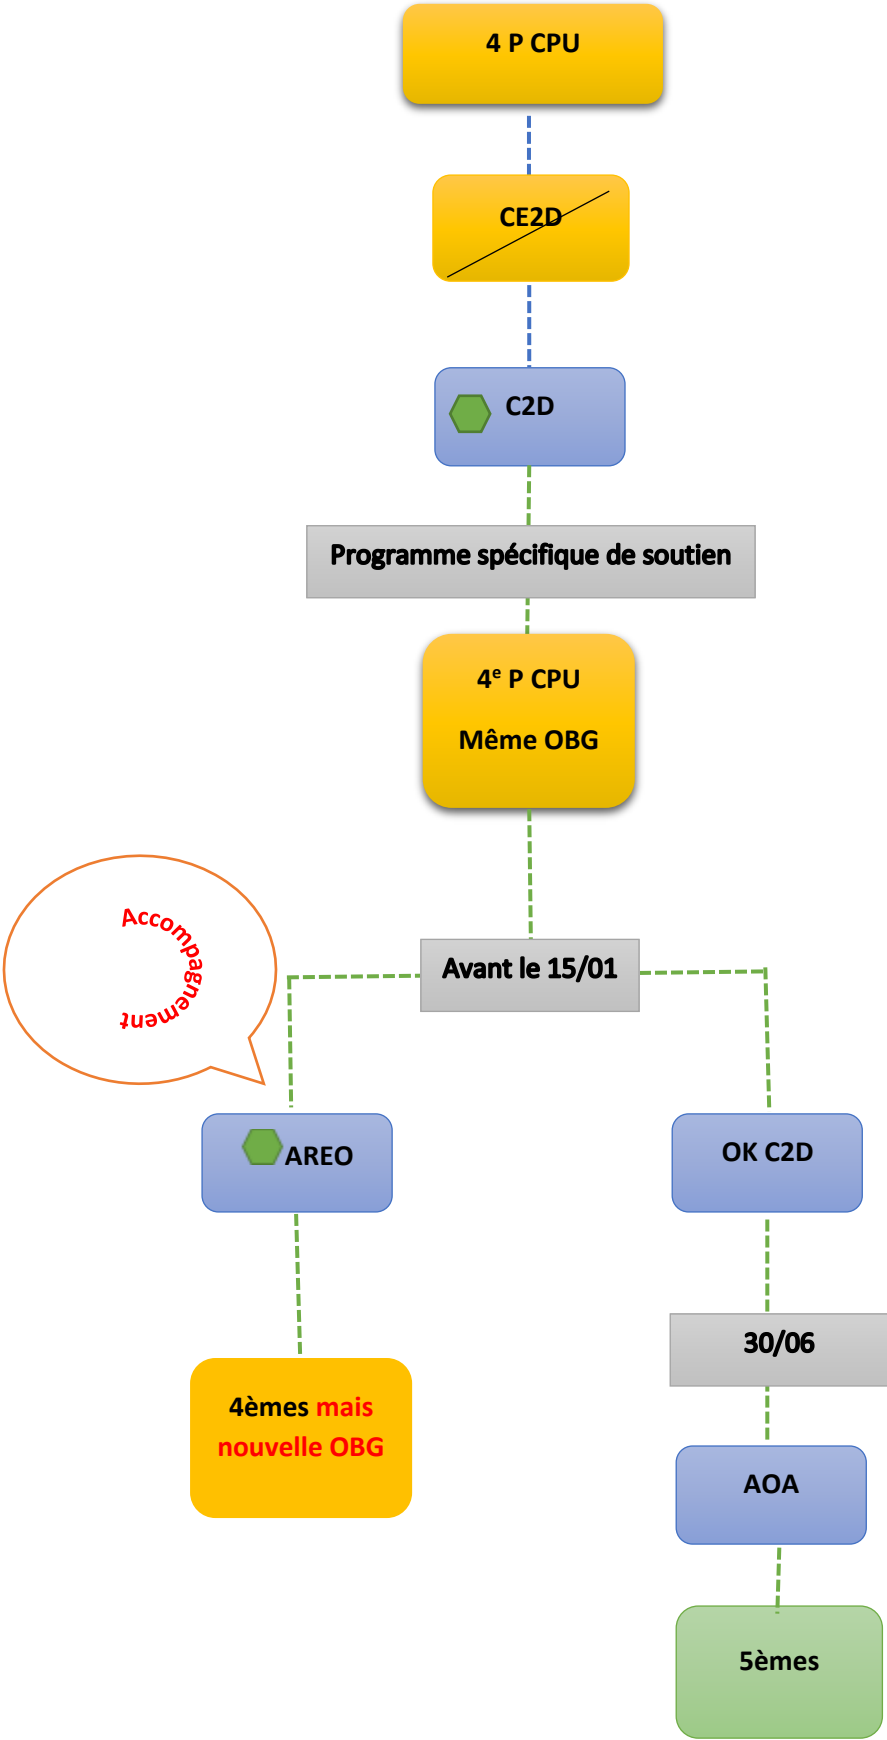 4 P CPU
CE2D
C2D
Programme spécifique de soutien
4e P CPU
Même OBG
Accompagnement
Avant le 15/01
AREO
OK C2D
30/06
4èmes mais
nouvelle OBG
AOA
5èmes